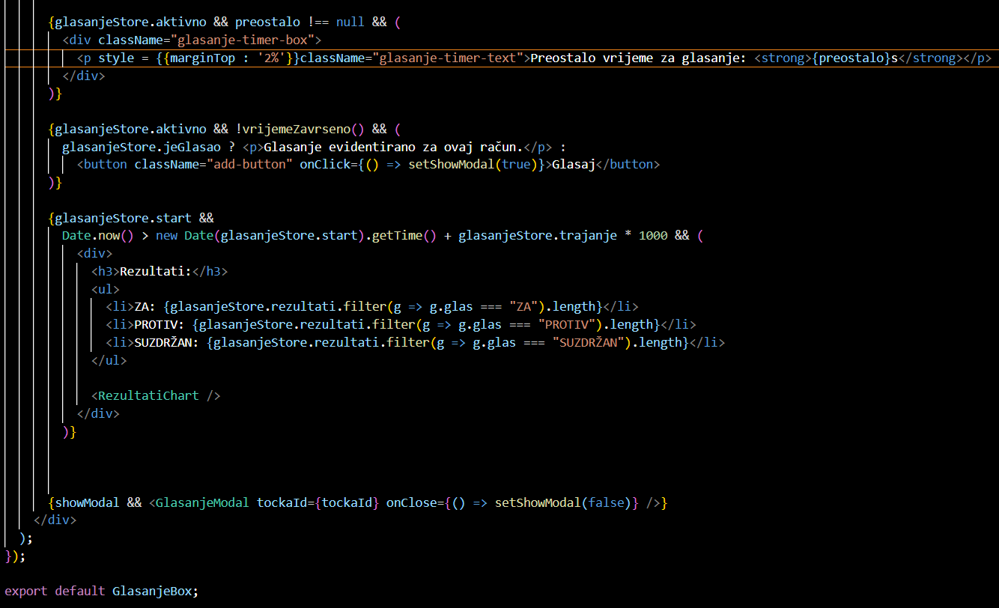 {glasanjeStore.aktivno && preostalo !== null && (
<div className="glasanje-timer-box">
<p style = {{marginTop : '2%'}}className="glasanje-timer-text">Preostalo vrijeme za glasanje: <strong>{preostalo}s</strong></p>
</div>
)}
{glasanjeStore.aktivno && !vrijemeZavrseno() && (
glasanjeStore.jeGlasao ? <p>Glasanje evidentirano za ovaj račun.</p> :
<button className="add-button" onClick={() => setShowModal(true)}>Glasaj</button>
)}
{glasanjeStore.start &&
Date.now() > new Date(glasanjeStore.start).getTime() + glasanjeStore.trajanje * 1000 && (
<div>
<h3>Rezultati:</h3>
<ul>
<li>ZA: {glasanjeStore.rezultati.filter(g => g.glas === "ZA").length}</li>
<li>PROTIV: {glasanjeStore.rezultati.filter(g => g.glas === "PROTIV").length}</li>
<li>SUZDRŽAN: {glasanjeStore.rezultati.filter(g => g.glas === "SUZDRŽAN").length}</li>
</ul>
<RezultatiChart />
</div>
)}
{showModal && <GlasanjeModal tockaId={tockaId} onClose={() => setShowModal(false)} />}
</div>
);
});
export default GlasanjeBox;